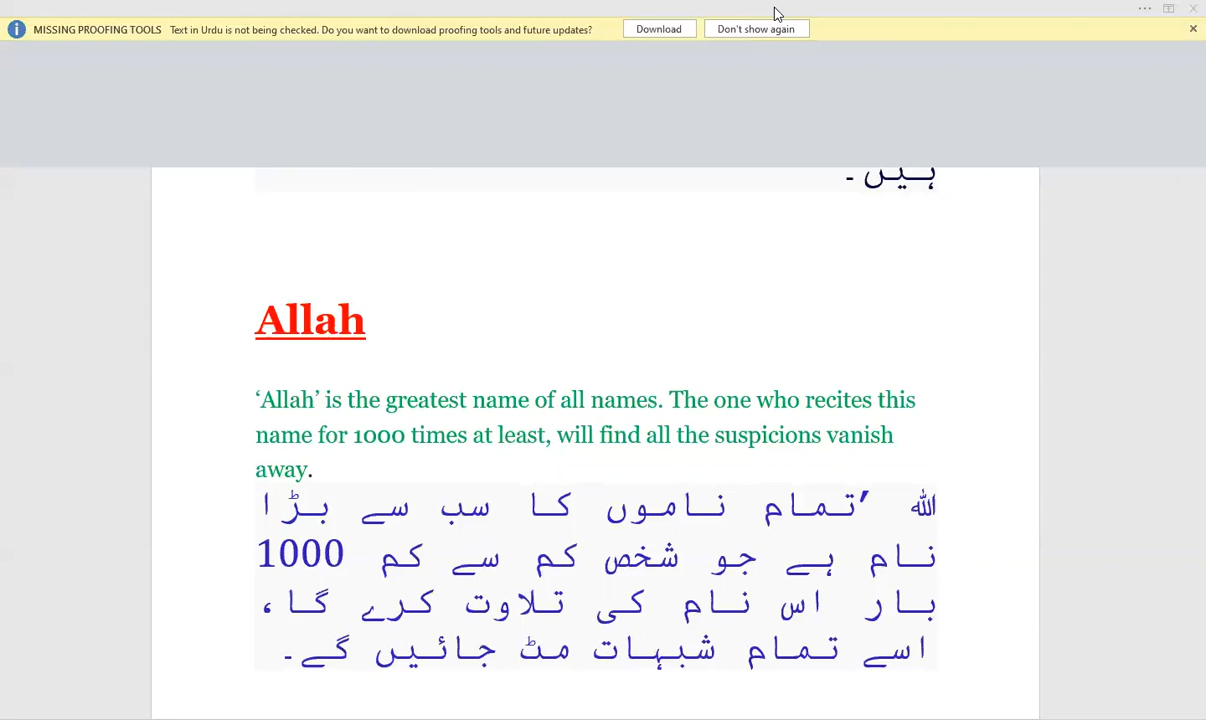 MISSING PROOFING TOOLS Text in Urdu is not being checked. Do you want to download proofing tools and future updates? Download Don't show again
ہیں۔
Allah
‘Allah’ is the greatest name of all names. The one who recites this
name for 1000 times at least, will find all the suspicions vanish
away.
اللہ ’تمام ناموں کا سب سے بڑا
نام ہے جو شخص کم سے کم 1000
بار اس نام کی تلاوت کرے گا،
اسے تمام شبہات مٹ جائیں گے۔